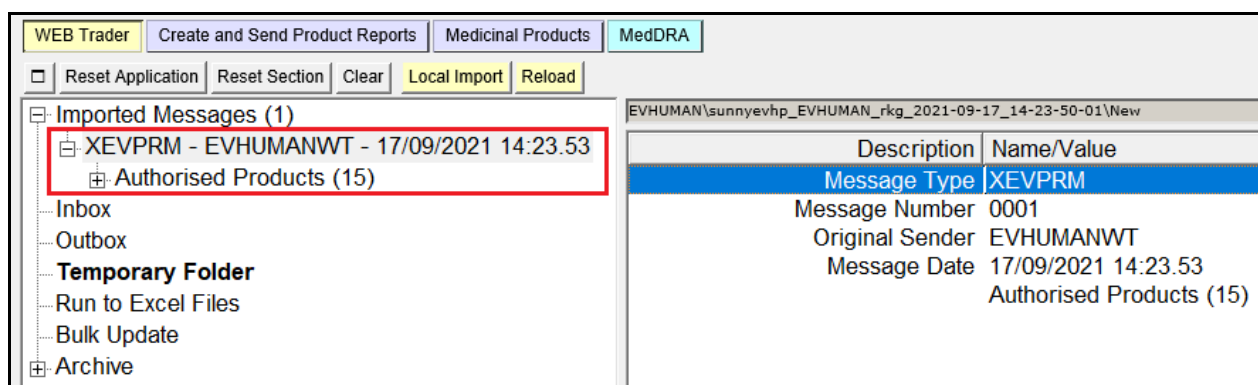 WEB Trader Create and Send Product Reports Medicinal Products MedDRA
Reset Application Reset Section Clear Local Import Reload
Imported Messages (1)
XEVPRM - EVHUMANWT - 17/09/2021 14:23.53
Authorised Products (15)
Inbox
Outbox
Temporary Folder
Run to Excel Files
Bulk Update
Archive
EVHUMAN\sunnyevhp_EVHUMAN_rkg_2021-09-17_14-23-50-01\New
Description Name/Value
Message Type XEVPRM
Message Number 0001
Original Sender EVHUMANWT
Message Date 17/09/2021 14:23.53
Authorised Products (15)